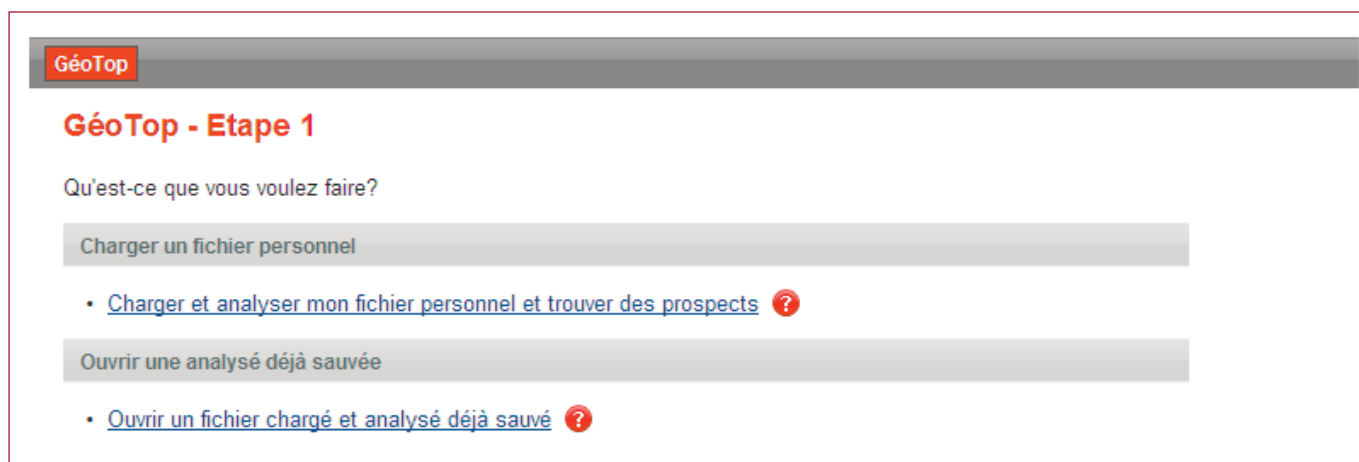 GéoTop
GéoTop - Etape 1
Qu'est-ce que vous voulez faire?
Charger un fichier personnel
• Charger et analyser mon fichier personnel et trouver des prospects ?
Ouvrir une analysé déjà sauvée
• Ouvrir un fichier chargé et analysé déjà sauvé ?